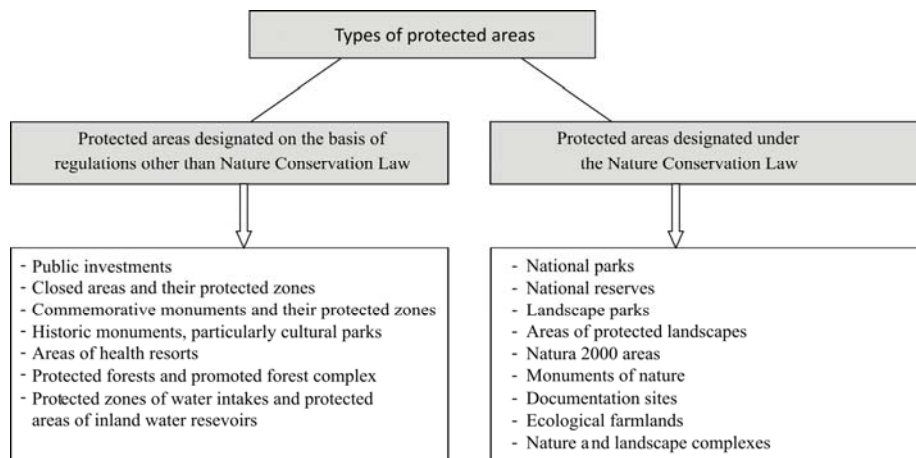 Types of protected areas
Protected areas designated on the basis of
regulations other than Nature Conservation Law
- Public investments
- Closed areas and their protected zones
- Commemorative monuments and their protected zones
- Historic monuments, particularly cultural parks
- Areas of health resorts
- Protected forests and promoted forest complex
- Protected zones of water intakes and protected
areas of inland water resevoirs
Protected areas designated under
the Nature Conservation Law
- National parks
- National reserves
- Landscape parks
- Areas of protected landscapes
- Natura 2000 areas
- Monuments of nature
- Documentation sites
- Ecological farmlands
- Nature and landscape complexes